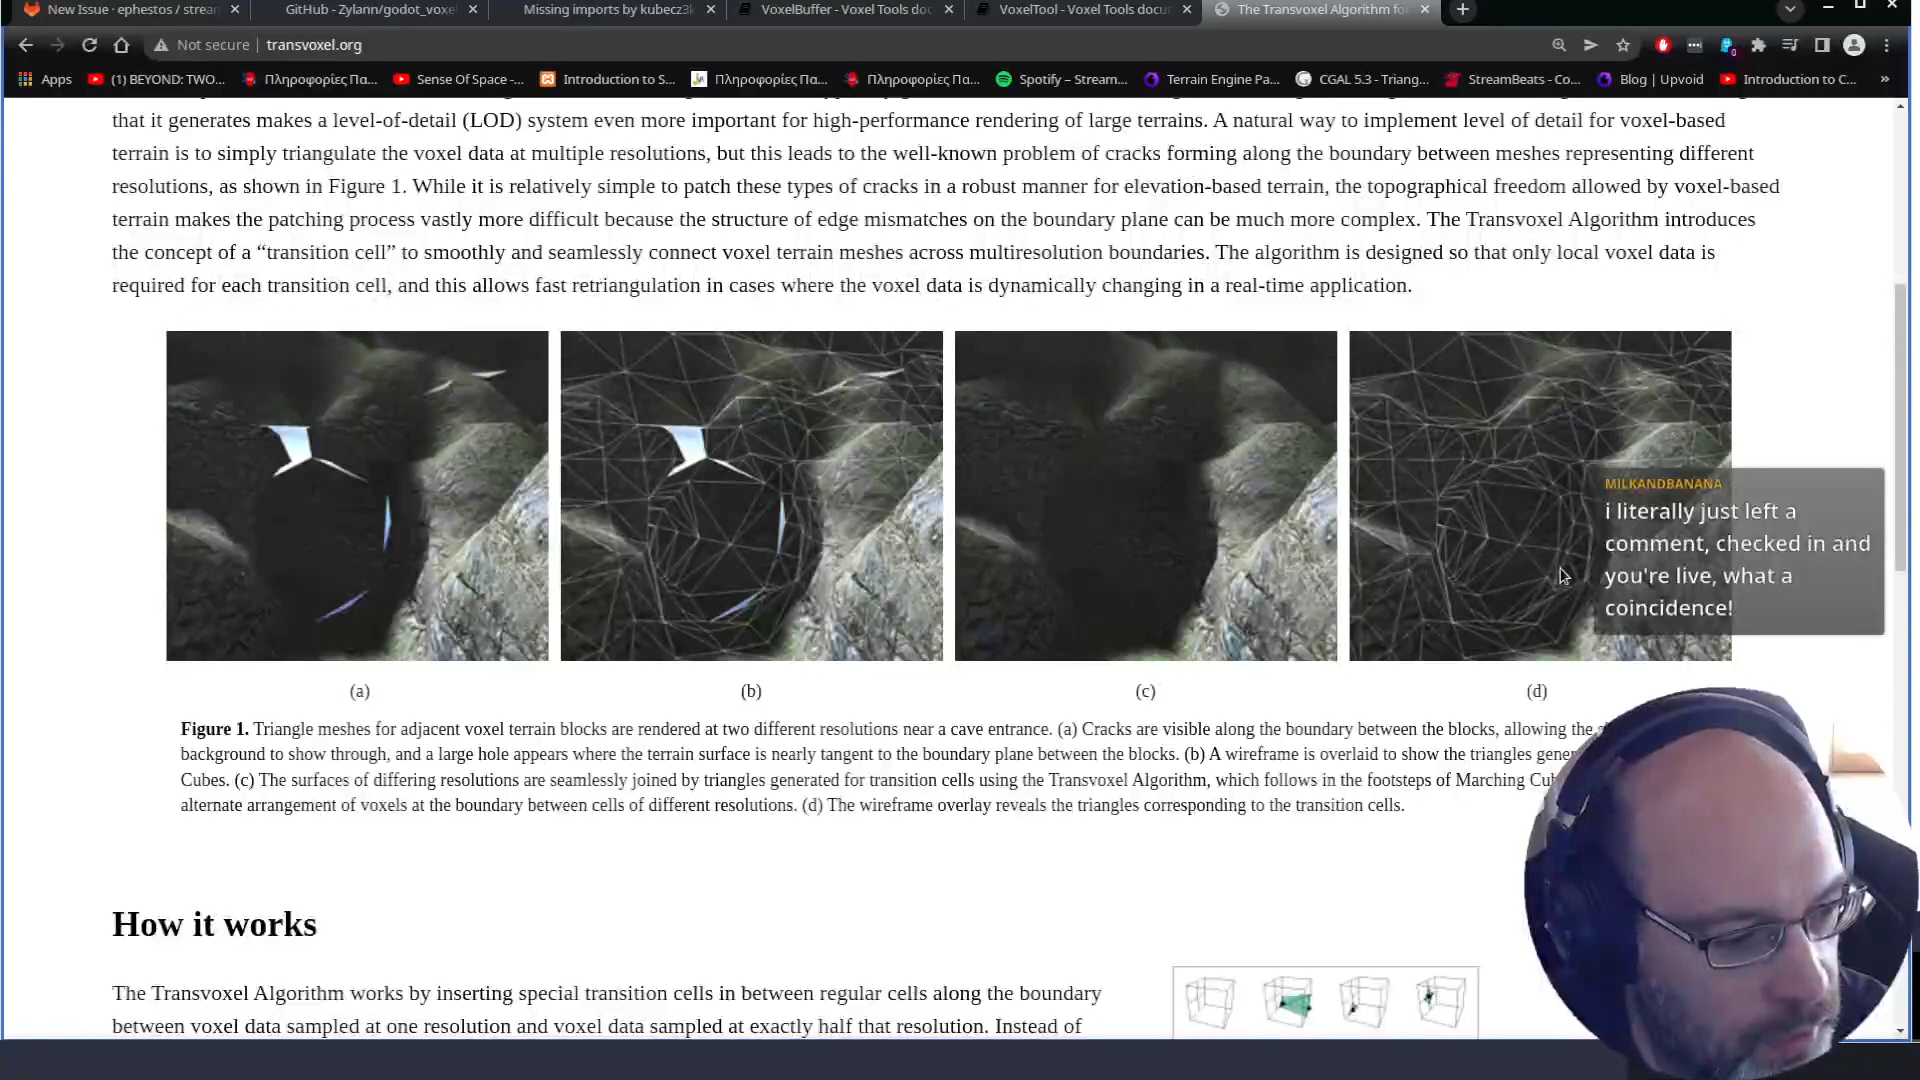 New Issue · ephestos / strea
GitHub - Zylann/godot_voxel
Missing imports by kubecz3k
VoxelBuffer - Voxel Tools doc
VoxelTool - Voxel Tools docu
The Transvoxel Algorithm fo
Not secure
transvoxel.org
Apps
(1) BEYOND: TWO...
Πληροφορίες Πα...
Sense Of Space -...
Introduction to S...
Πληροφορίες Πα...
Πληροφορίες Πα...
Spotify – Stream...
Terrain Engine Pa...
CGAL 5.3 - Triang...
StreamBeats - Co...
Blog | Upvoid
Introduction to C...
»
that it generates makes a level-of-detail (LOD) system even more important for high-performance rendering of large terrains. A natural way to implement level of detail for voxel-based
terrain is to simply triangulate the voxel data at multiple resolutions, but this leads to the well-known problem of cracks forming along the boundary between meshes representing different
resolutions, as shown in Figure 1. While it is relatively simple to patch these types of cracks in a robust manner for elevation-based terrain, the topographical freedom allowed by voxel-based
terrain makes the patching process vastly more difficult because the structure of edge mismatches on the boundary plane can be much more complex. The Transvoxel Algorithm introduces
the concept of a “transition cell” to smoothly and seamlessly connect voxel terrain meshes across multiresolution boundaries. The algorithm is designed so that only local voxel data is
required for each transition cell, and this allows fast retriangulation in cases where the voxel data is dynamically changing in a real-time application.
MILKANDBANANA
i literally just left a
comment, checked in and
you're live, what a
coincidence!
(a)
(b)
(c)
(d)
Figure 1. Triangle meshes for adjacent voxel terrain blocks are rendered at two different resolutions near a cave entrance. (a) Cracks are visible along the boundary between the blocks, allowing the
background to show through, and a large hole appears where the terrain surface is nearly tangent to the boundary plane between the blocks. (b) A wireframe is overlaid to show the triangles gene
Cubes. (c) The surfaces of differing resolutions are seamlessly joined by triangles generated for transition cells using the Transvoxel Algorithm, which follows in the footsteps of Marching Cu
alternate arrangement of voxels at the boundary between cells of different resolutions. (d) The wireframe overlay reveals the triangles corresponding to the transition cells.
How it works
The Transvoxel Algorithm works by inserting special transition cells in between regular cells along the boundary
between voxel data sampled at one resolution and voxel data sampled at exactly half that resolution. Instead of